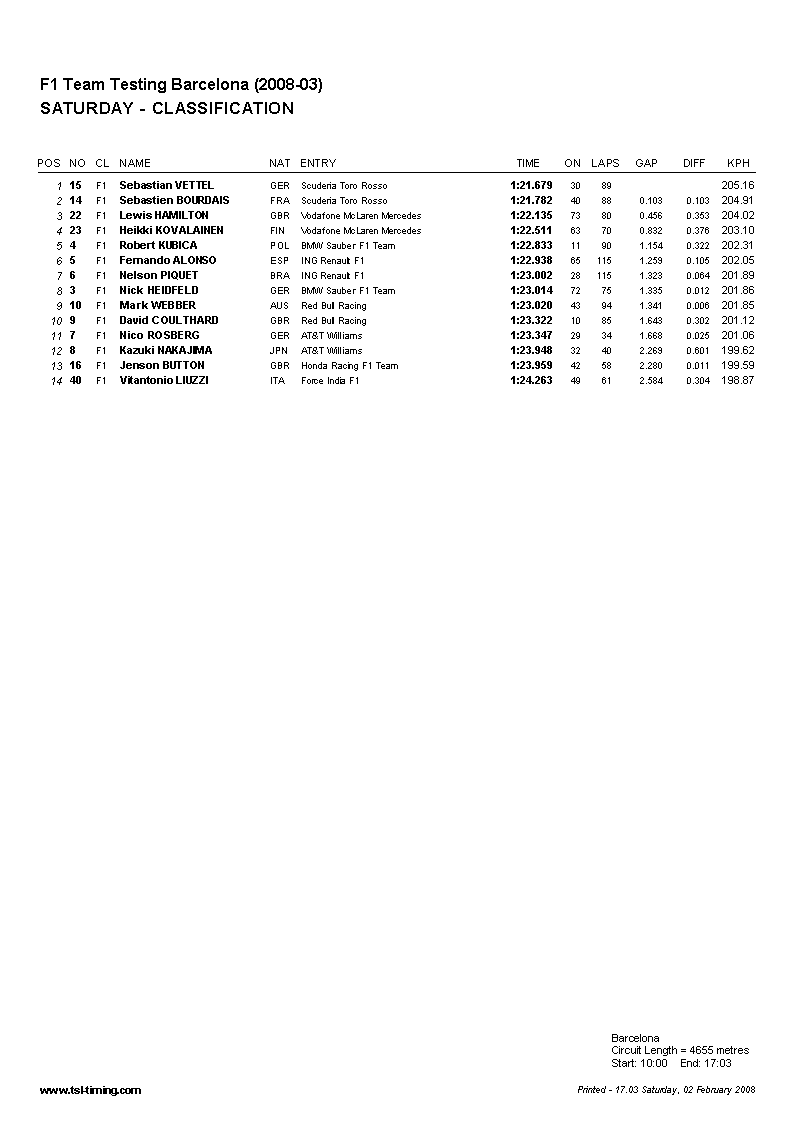 F1 Team Testing Barcelona (2008-03)
SATURDAY - CLASSIFICATION
POS NO CL NAME NAT ENTRY TIME ON LAPS GAP DIFF KPH
1 15 F1 Sebastian VETTEL GER Scuderia Toro Rosso 1:21.679 30 89 205.16
2 14 F1 Sebastien BOURDAIS FRA Scuderia Toro Rosso 1:21.782 40 88 0.103 0.103 204.91
3 22 F1 Lewis HAMILTON GBR Vodafone McLaren Mercedes 1:22.135 73 80 0.456 0.353 204.02
4 23 F1 Heikki KOVALAINEN FIN Vodafone McLaren Mercedes 1:22.511 63 70 0.832 0.376 203.10
5 4 F1 Robert KUBICA POL BMW Sauber F1 Team 1:22.833 11 90 1.154 0.322 202.31
6 5 F1 Fernando ALONSO ESP ING Renault F1 1:22.938 65 115 1.259 0.105 202.05
7 6 F1 Nelson PIQUET BRA ING Renault F1 1:23.002 28 115 1.323 0.064 201.89
8 3 F1 Nick HEIDFELD GER BMW Sauber F1 Team 1:23.014 72 75 1.335 0.012 201.86
9 10 F1 Mark WEBBER AUS Red Bull Racing 1:23.020 43 94 1.341 0.006 201.85
10 9 F1 David COULTHARD GBR Red Bull Racing 1:23.322 10 85 1.643 0.302 201.12
11 7 F1 Nico ROSBERG GER AT&T Williams 1:23.347 29 34 1.668 0.025 201.06
12 8 F1 Kazuki NAKAJIMA JPN AT&T Williams 1:23.948 32 40 2.269 0.601 199.62
13 16 F1 Jenson BUTTON GBR Honda Racing F1 Team 1:23.959 42 58 2.280 0.011 199.59
14 40 F1 Vitantonio LIUZZI ITA Force India F1 1:24.263 49 61 2.584 0.304 198.87
Barcelona
Circuit Length = 4655 metres
Start: 10:00 End: 17:03
www.tsl-timing.com Printed - 17.03 Saturday, 02 February 2008